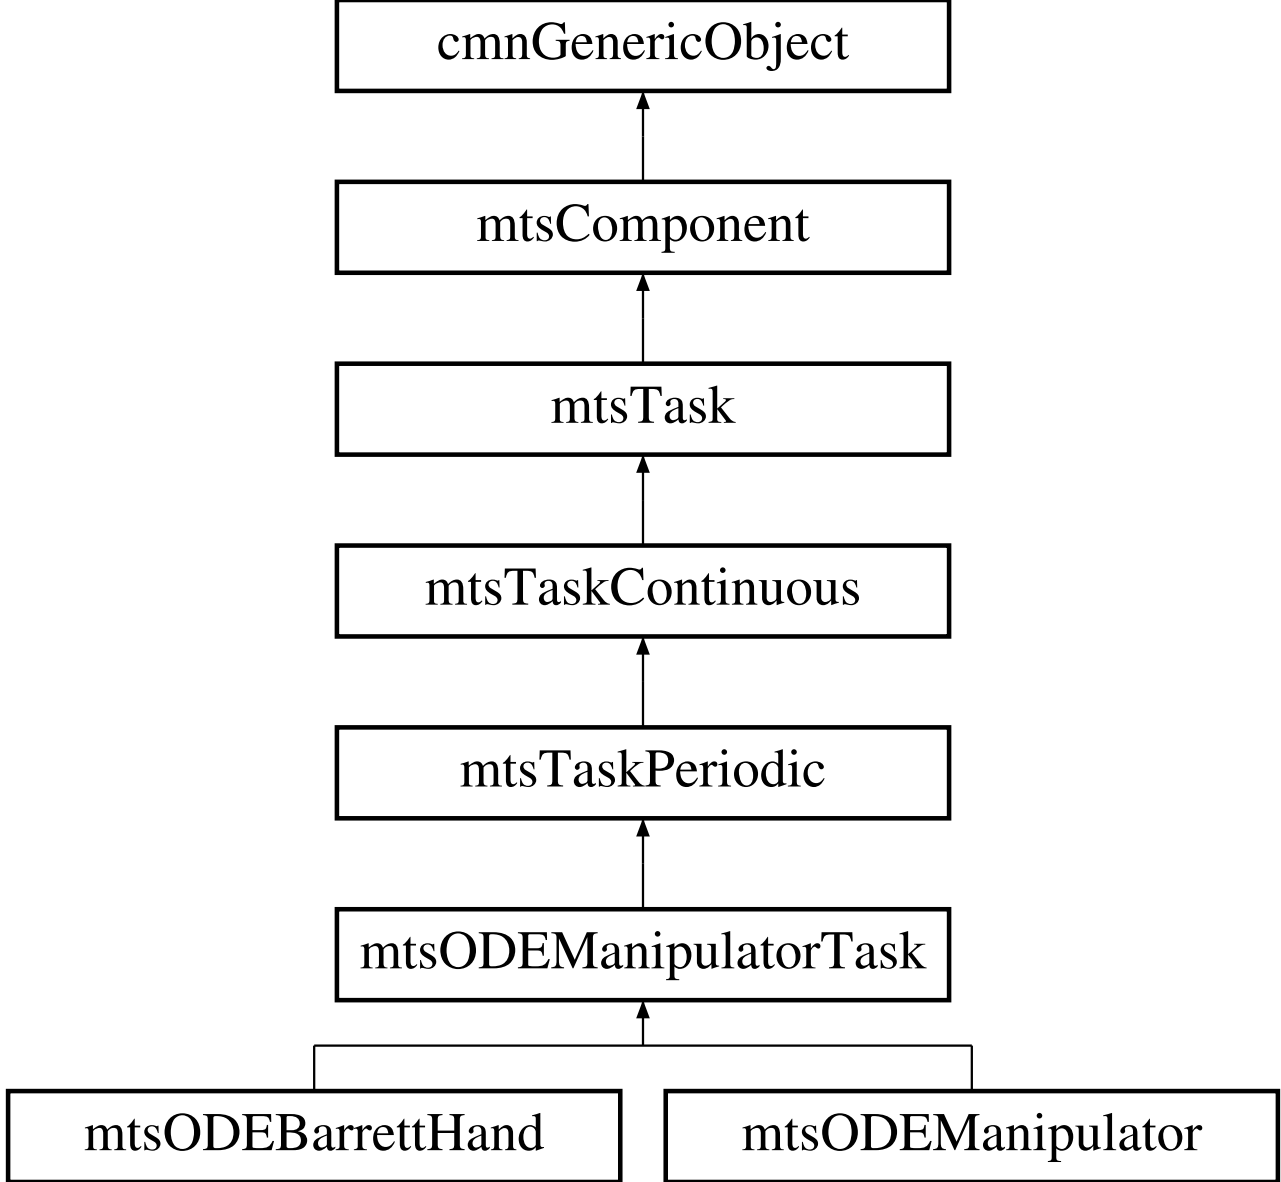 cmnGenericObject
mtsComponent
mtsTask
mtsTaskContinuous
mtsTaskPeriodic
mtsODEManipulatorTask
mtsODEBarrettHand
mtsODEManipulator